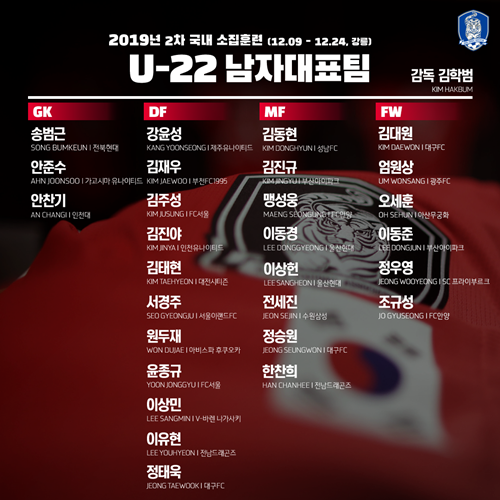 2019년 2차 국내 소집훈련 (12.09 - 12.24, 강릉)
U-22 남자대표팀
감독 김학범
KIM HAKBUM
GK
송범근
SONG BUMKEUN I 전북현대
안준수
AHN JOONSOO I 가고시마 유나이티드
안찬기
AN CHANGI I 인천대
DF
강윤성
KANG YOONSEONG I 제주유나이티드
김재우
KIM JAEWOO I 부천FC1995
김주성
KIM JUSUNG I FC서울
김진야
KIM JINYA I 인천유나이티드
김태현
KIM TAEHYEON I 대전시티즌
서경주
SEO GYEONGJU I 서울이랜드FC
원두재
WON DUJAE I 아비스파 후쿠오카
윤종규
YOON JONGGYU I FC서울
이상민
LEE SANGMIN I V-바렌 나가사키
이유현
LEE YOUHYEON I 전남드래곤즈
정태욱
JEONG TAEWOOK I 대구FC
MF
김동현
KIM DONGHYUN I 성남FC
김진규
KIM JINGYU I 부산아이파크
맹성웅
MAENG SEONGUNG I FC안양
이동경
LEE DONGGYEONG I 울산현대
이상헌
LEE SANGHEON I 울산현대
전세진
JEON SEJIN I 수원삼성
정승원
JEONG SEUNGWON I 대구FC
한찬희
HAN CHANHEE I 전남드래곤즈
FW
김대원
KIM DAEWON I 대구FC
엄원상
UM WONSANG I 광주FC
오세훈
OH SEHUN I 아산무궁화
이동준
LEE DONGJUN I 부산아이파크
정우영
JEONG WOOYEONG I SC 프라이부르크
조규성
JO GYUSEONG I FC안양